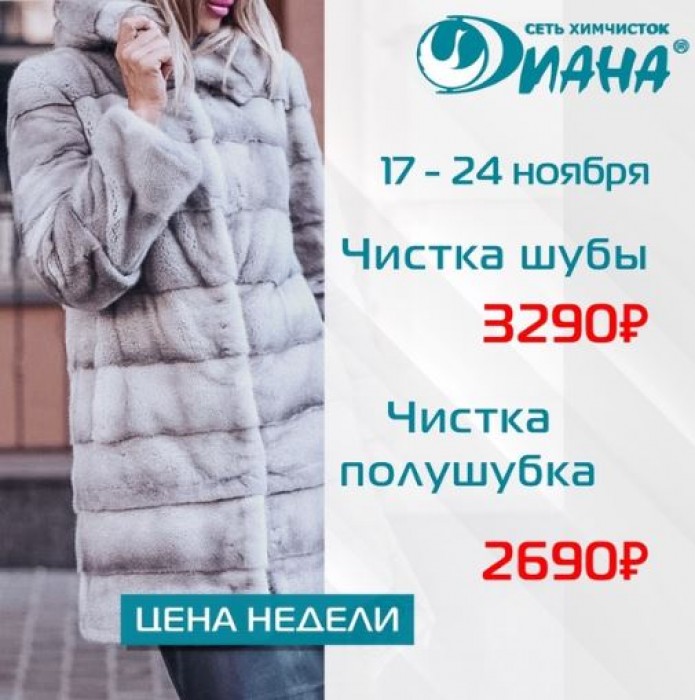 СЕТЬ ХИМЧИСТОК
ДИАНА®
17 - 24 ноября
Чистка шубы
3290₽
Чистка
полушубка
2690₽
ЦЕНА НЕДЕЛИ